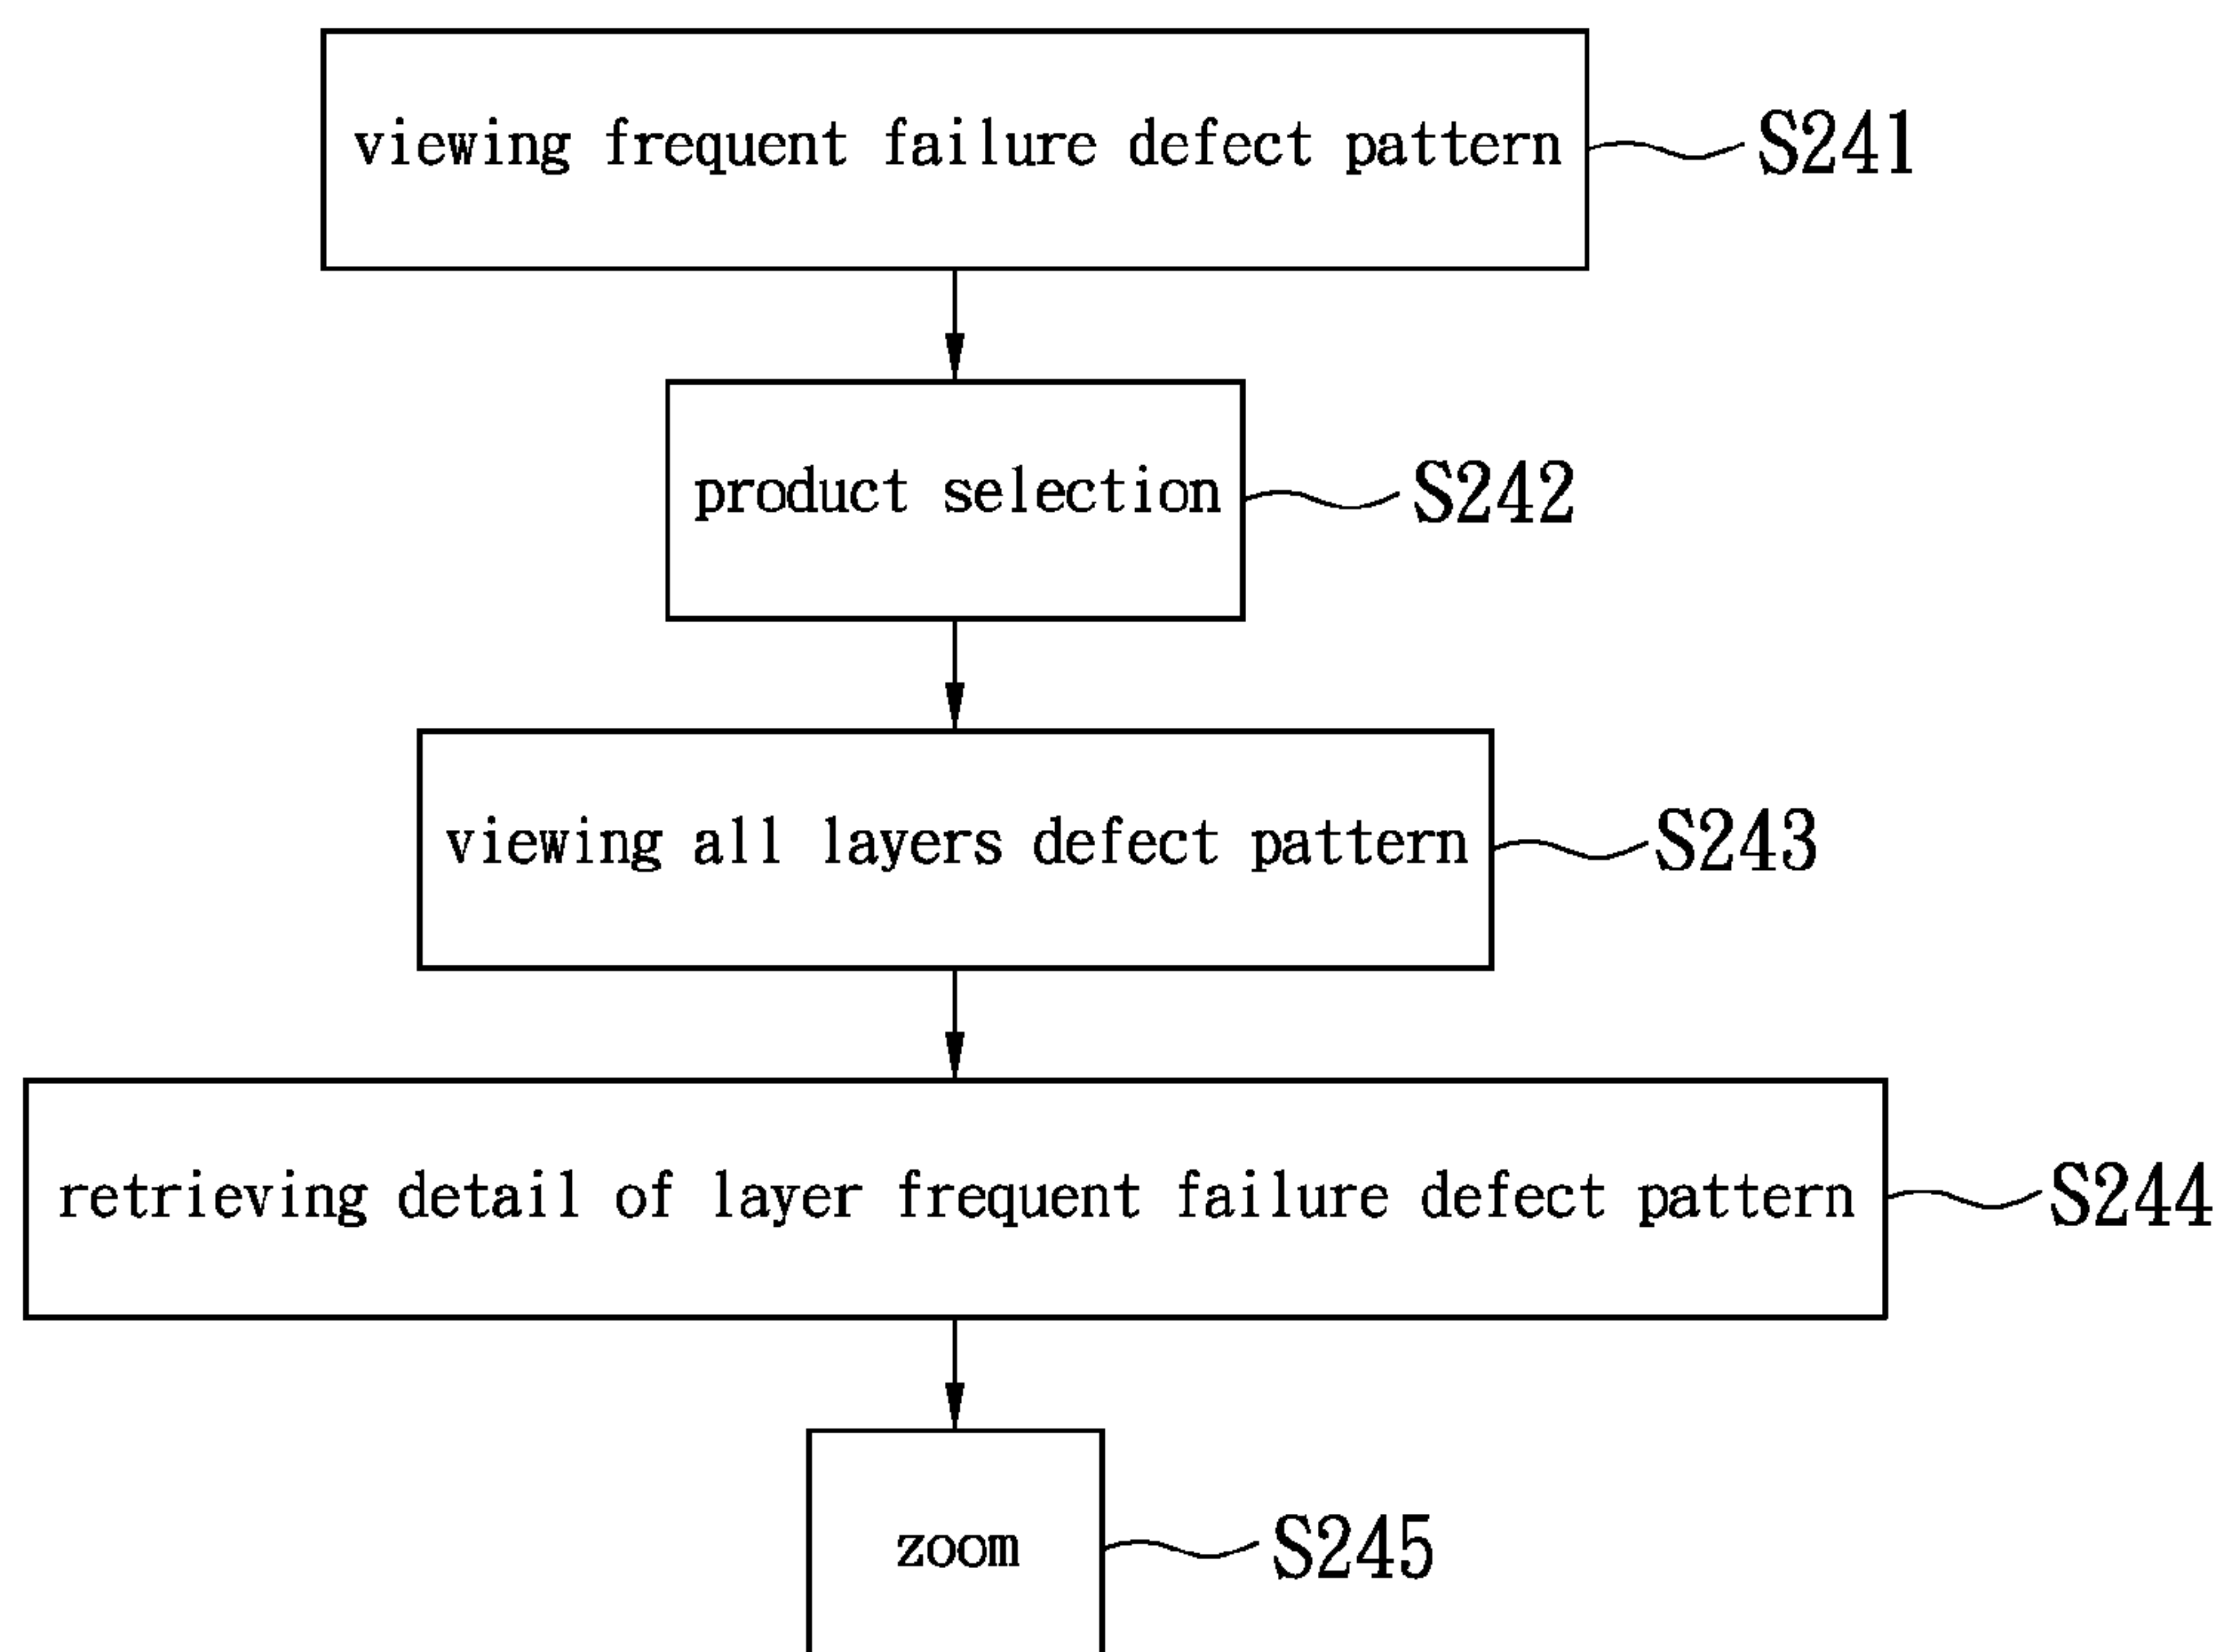 viewing frequent failure defect pattern S241
product selection S242
viewing all layers defect pattern S243
retrieving detail of layer frequent failure defect pattern S244
zoom S245